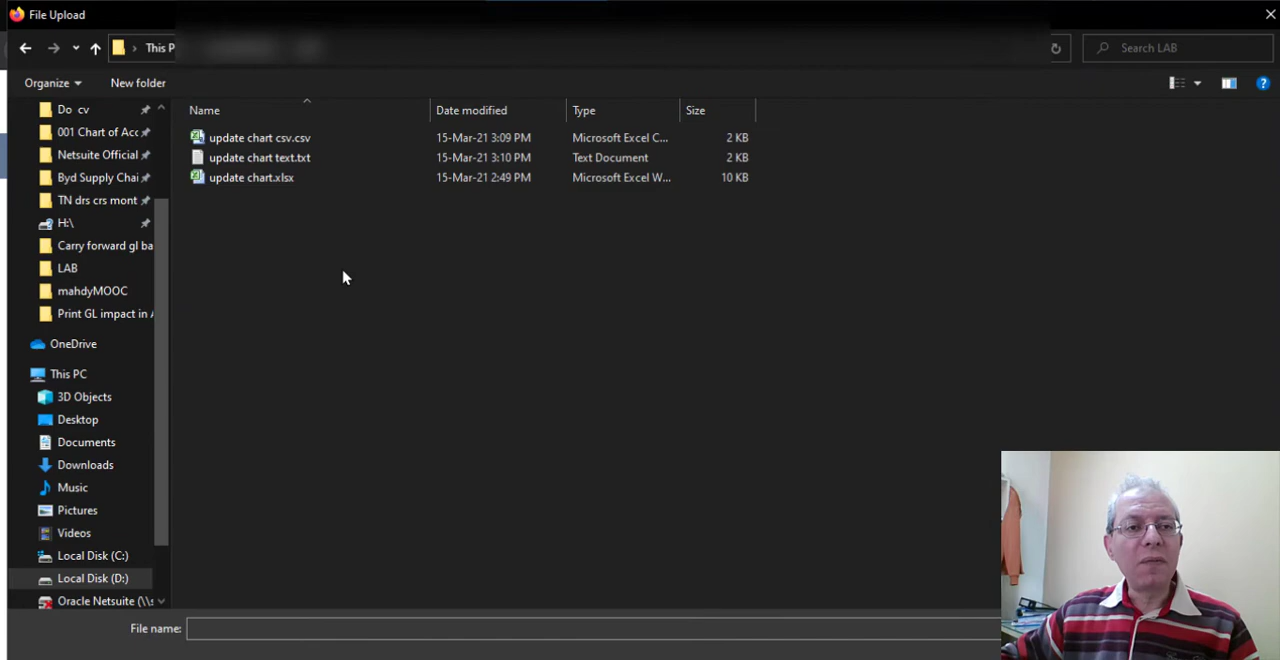 File Upload
This P
Search LAB
Organize
New folder
Name
Date modified
Type
Size
update chart csv.csv
15-Mar-21 3:09 PM
Microsoft Excel C...
2 KB
update chart text.txt
15-Mar-21 3:10 PM
Text Document
2 KB
update chart.xlsx
15-Mar-21 2:49 PM
Microsoft Excel W...
10 KB
Do cv
001 Chart of Acc
Netsuite Official
Byd Supply Chai
TN drs crs mont
H:\
Carry forward gl ba
LAB
mahdyMOOC
Print GL impact in A
OneDrive
This PC
3D Objects
Desktop
Documents
Downloads
Music
Pictures
Videos
Local Disk (C:)
Local Disk (D:)
Oracle Netsuite (\\s
File name: